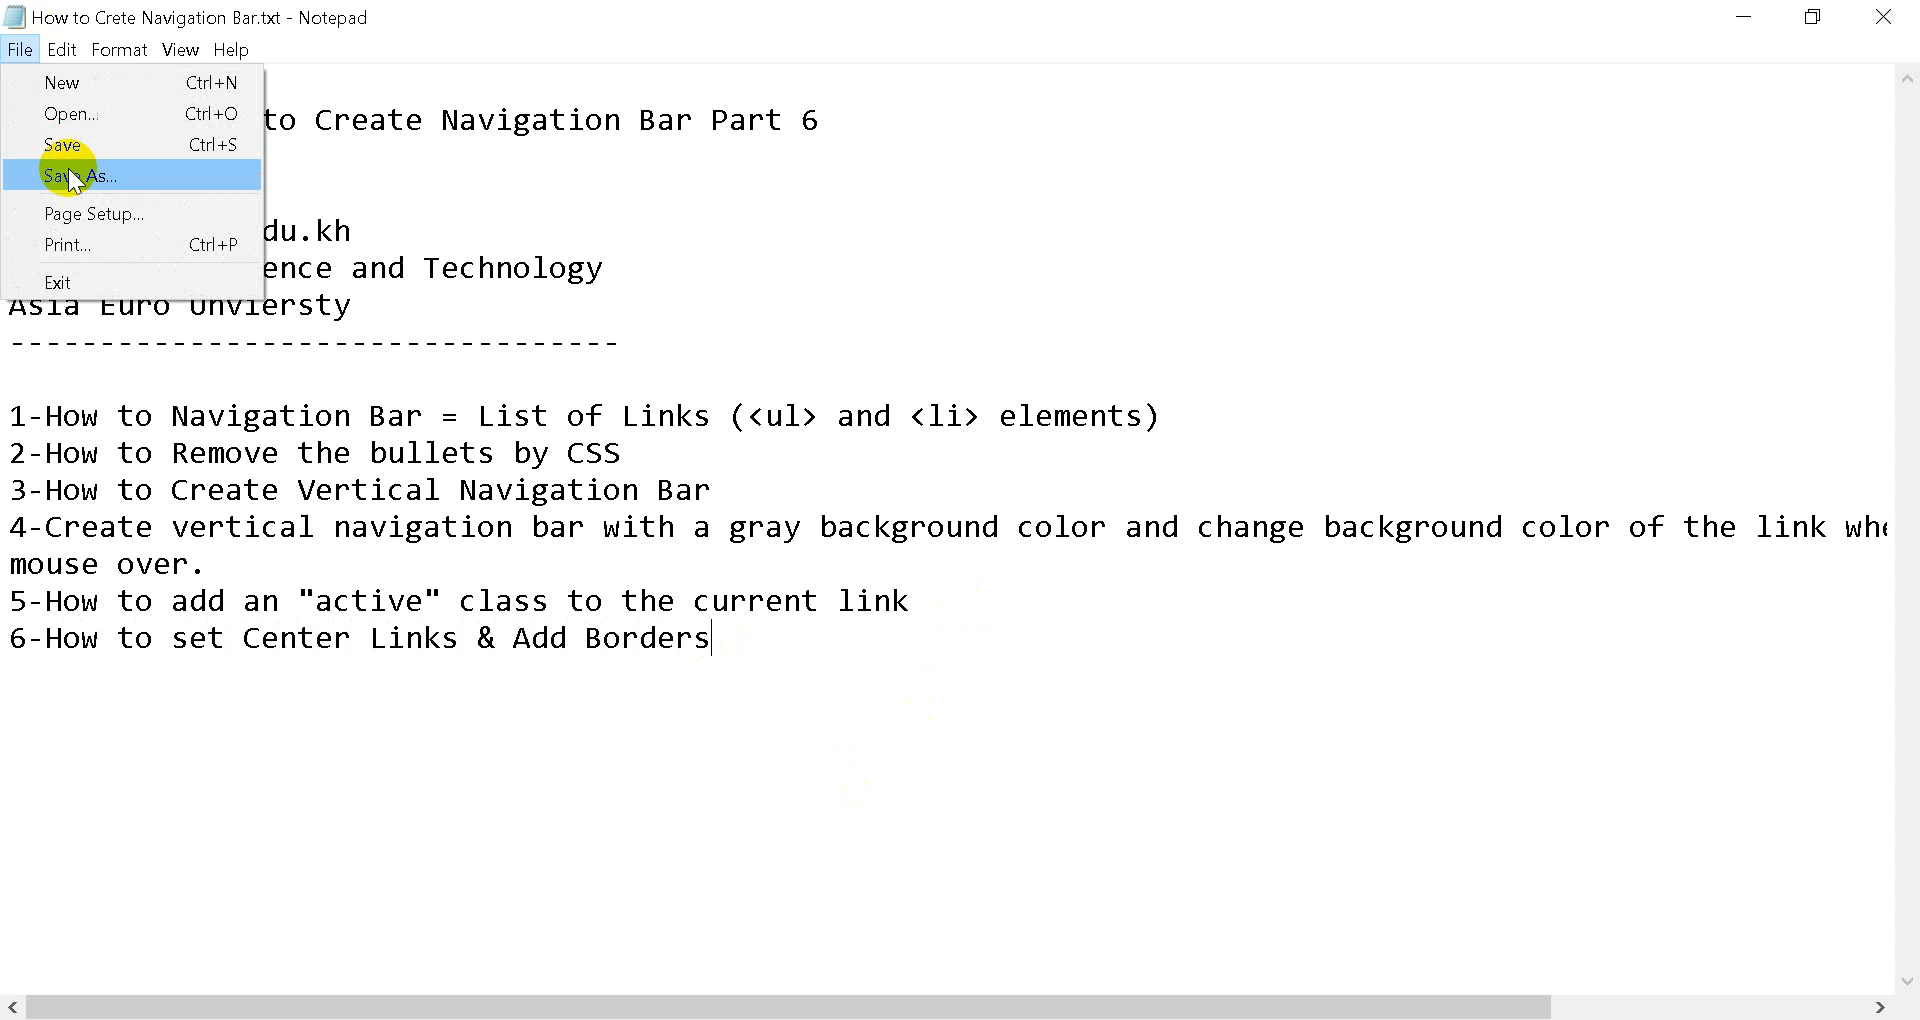 How to Crete Navigation Bar.txt - Notepad
File Edit Format View Help
New Ctrl+N
Open... Ctrl+O
Save Ctrl+S
Save As...
Page Setup...
Print... Ctrl+P
Exit
to Create Navigation Bar Part 6
du.kh
ence and Technology
Asia Euro Unviersty
----------------------------------
1-How to Navigation Bar = List of Links (<ul> and <li> elements)
2-How to Remove the bullets by CSS
3-How to Create Vertical Navigation Bar
4-Create vertical navigation bar with a gray background color and change background color of the link whe
mouse over.
5-How to add an "active" class to the current link
6-How to set Center Links & Add Borders